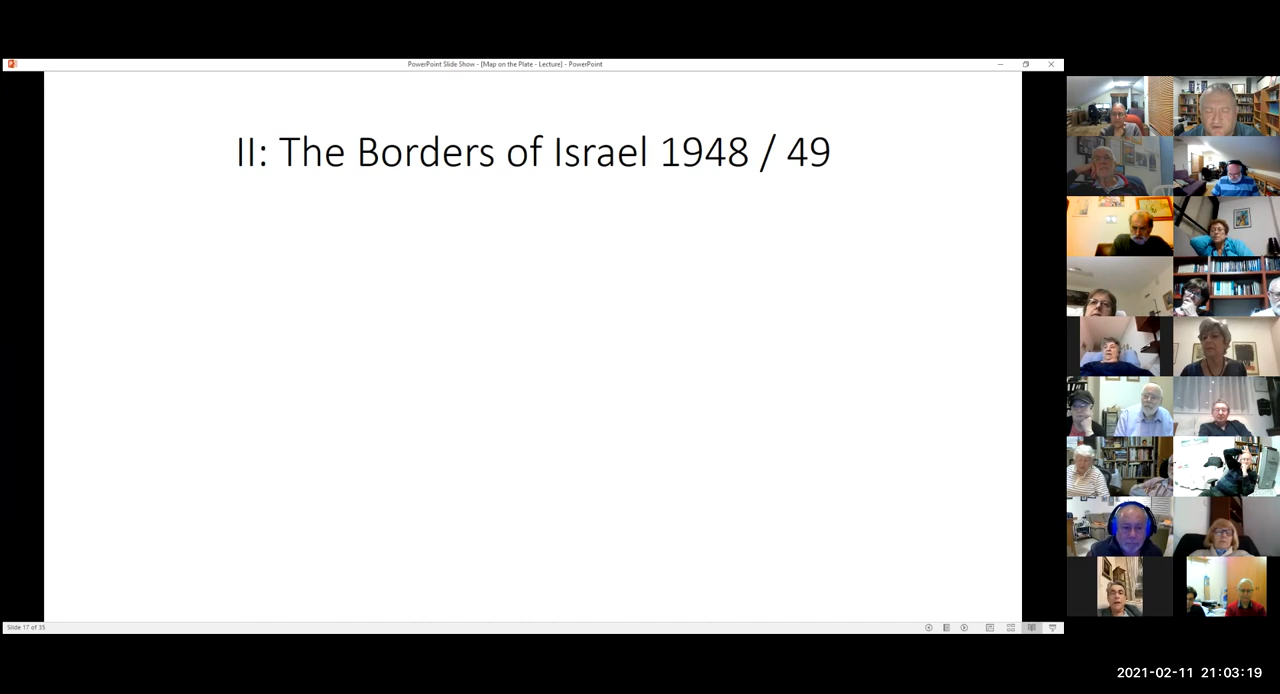 PowerPoint Slide Show - [Map on the Plate - Lecture] - PowerPoint
II: The Borders of Israel 1948 / 49
Slide 17 of 35
2021-02-11 21:03:19